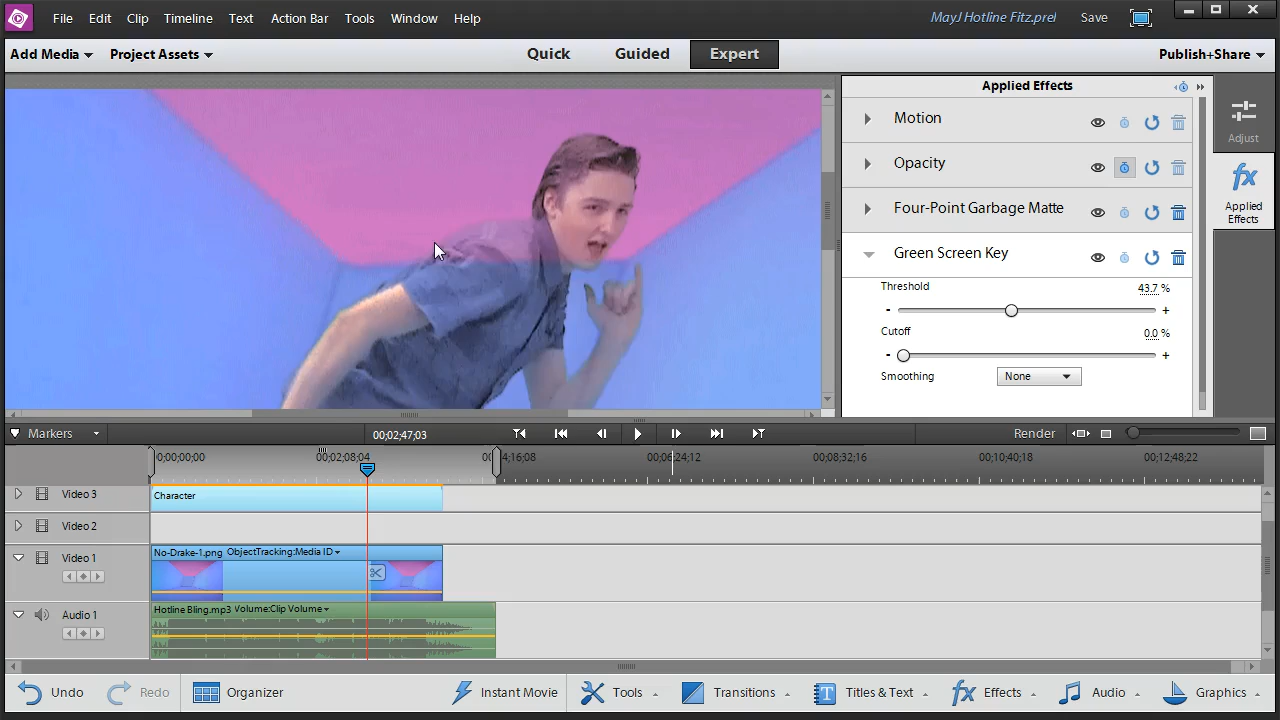 File Edit Clip Timeline Text Action Bar Tools Window Help MayJ Hotline Fitz.prel Save
Add Media Project Assets Quick Guided Expert Publish+Share
Applied Effects
Motion
Adjust
Opacity
fx
Applied
Effects
Four-Point Garbage Matte
Green Screen Key
Threshold 43.7 %
- +
Cutoff 0.0 %
- +
Smoothing None
Markers 00;02;47;03 Render
0;00;00;00 00;02;08;04 00;04;16;08 00;06;24;12 00;08;32;16 00;10;40;18 00;12;48;22
Video 3 Character
Video 2
Video 1 No-Drake-1.png ObjectTracking:Media ID
Audio 1 Hotline Bling.mp3 Volume:Clip Volume
Undo Redo Organizer Instant Movie Tools Transitions T Titles & Text fx Effects Audio Graphics